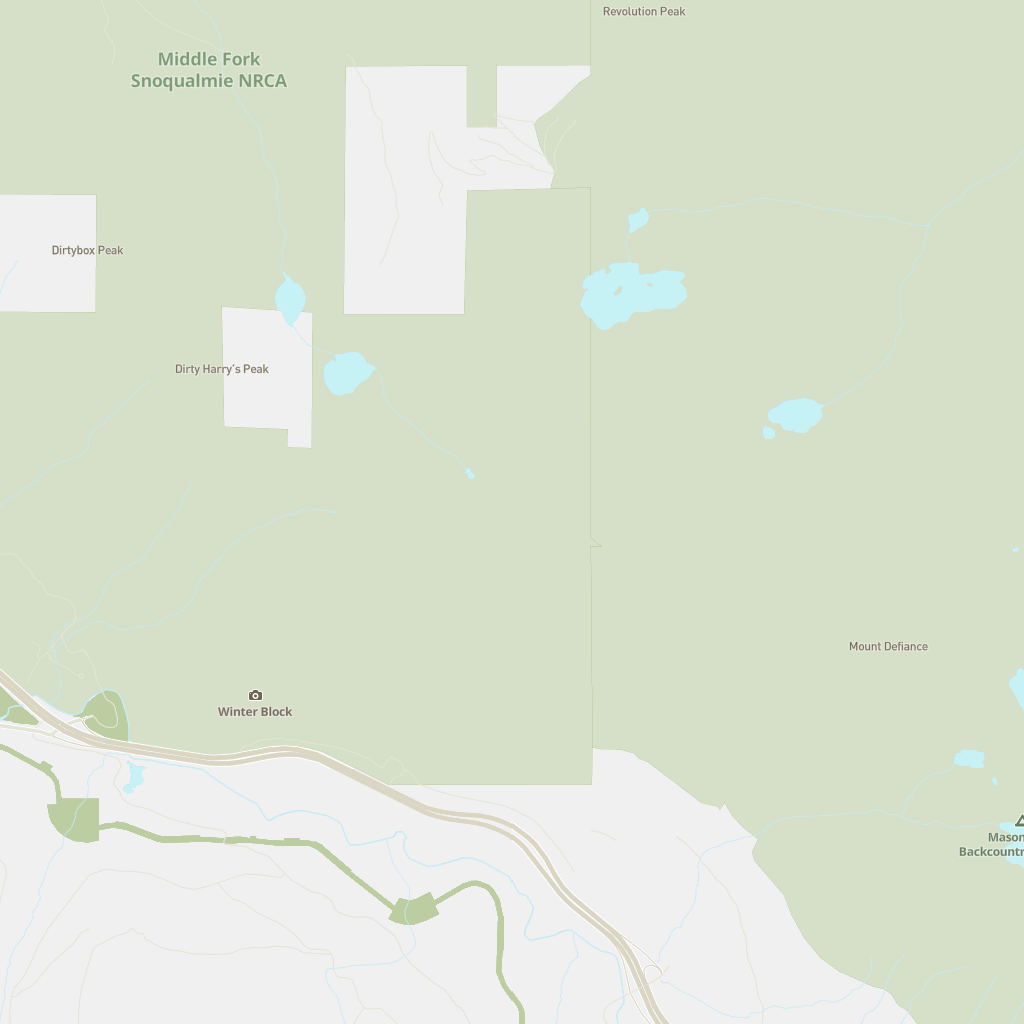 Revolution Peak
Middle Fork
Snoqualmie NRCA
Dirtybox Peak
Dirty Harry's Peak
Mount Defiance
Winter Block
Mason
Backcountr